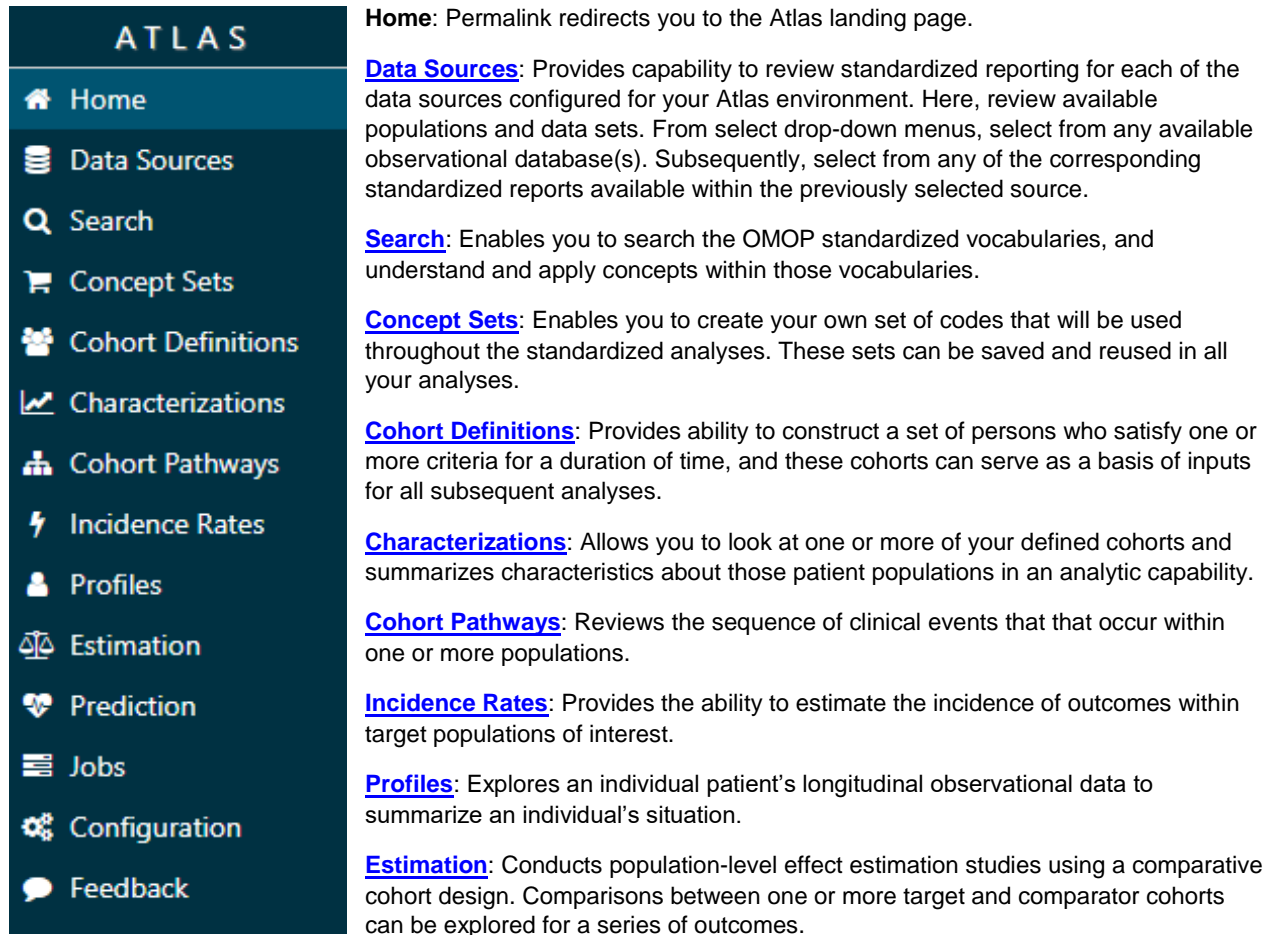 ATLAS
Home
Data Sources
Search
Concept Sets
Cohort Definitions
Characterizations
Cohort Pathways
Incidence Rates
Profiles
Estimation
Prediction
Jobs
Configuration
Feedback
Home: Permalink redirects you to the Atlas landing page.
Data Sources: Provides capability to review standardized reporting for each of the
data sources configured for your Atlas environment. Here, review available
populations and data sets. From select drop-down menus, select from any available
observational database(s). Subsequently, select from any of the corresponding
standardized reports available within the previously selected source.
Search: Enables you to search the OMOP standardized vocabularies, and
understand and apply concepts within those vocabularies.
Concept Sets: Enables you to create your own set of codes that will be used
throughout the standardized analyses. These sets can be saved and reused in all
your analyses.
Cohort Definitions: Provides ability to construct a set of persons who satisfy one or
more criteria for a duration of time, and these cohorts can serve as a basis of inputs
for all subsequent analyses.
Characterizations: Allows you to look at one or more of your defined cohorts and
summarizes characteristics about those patient populations in an analytic capability.
Cohort Pathways: Reviews the sequence of clinical events that that occur within
one or more populations.
Incidence Rates: Provides the ability to estimate the incidence of outcomes within
target populations of interest.
Profiles: Explores an individual patient's longitudinal observational data to
summarize an individual's situation.
Estimation: Conducts population-level effect estimation studies using a comparative
cohort design. Comparisons between one or more target and comparator cohorts
can be explored for a series of outcomes.